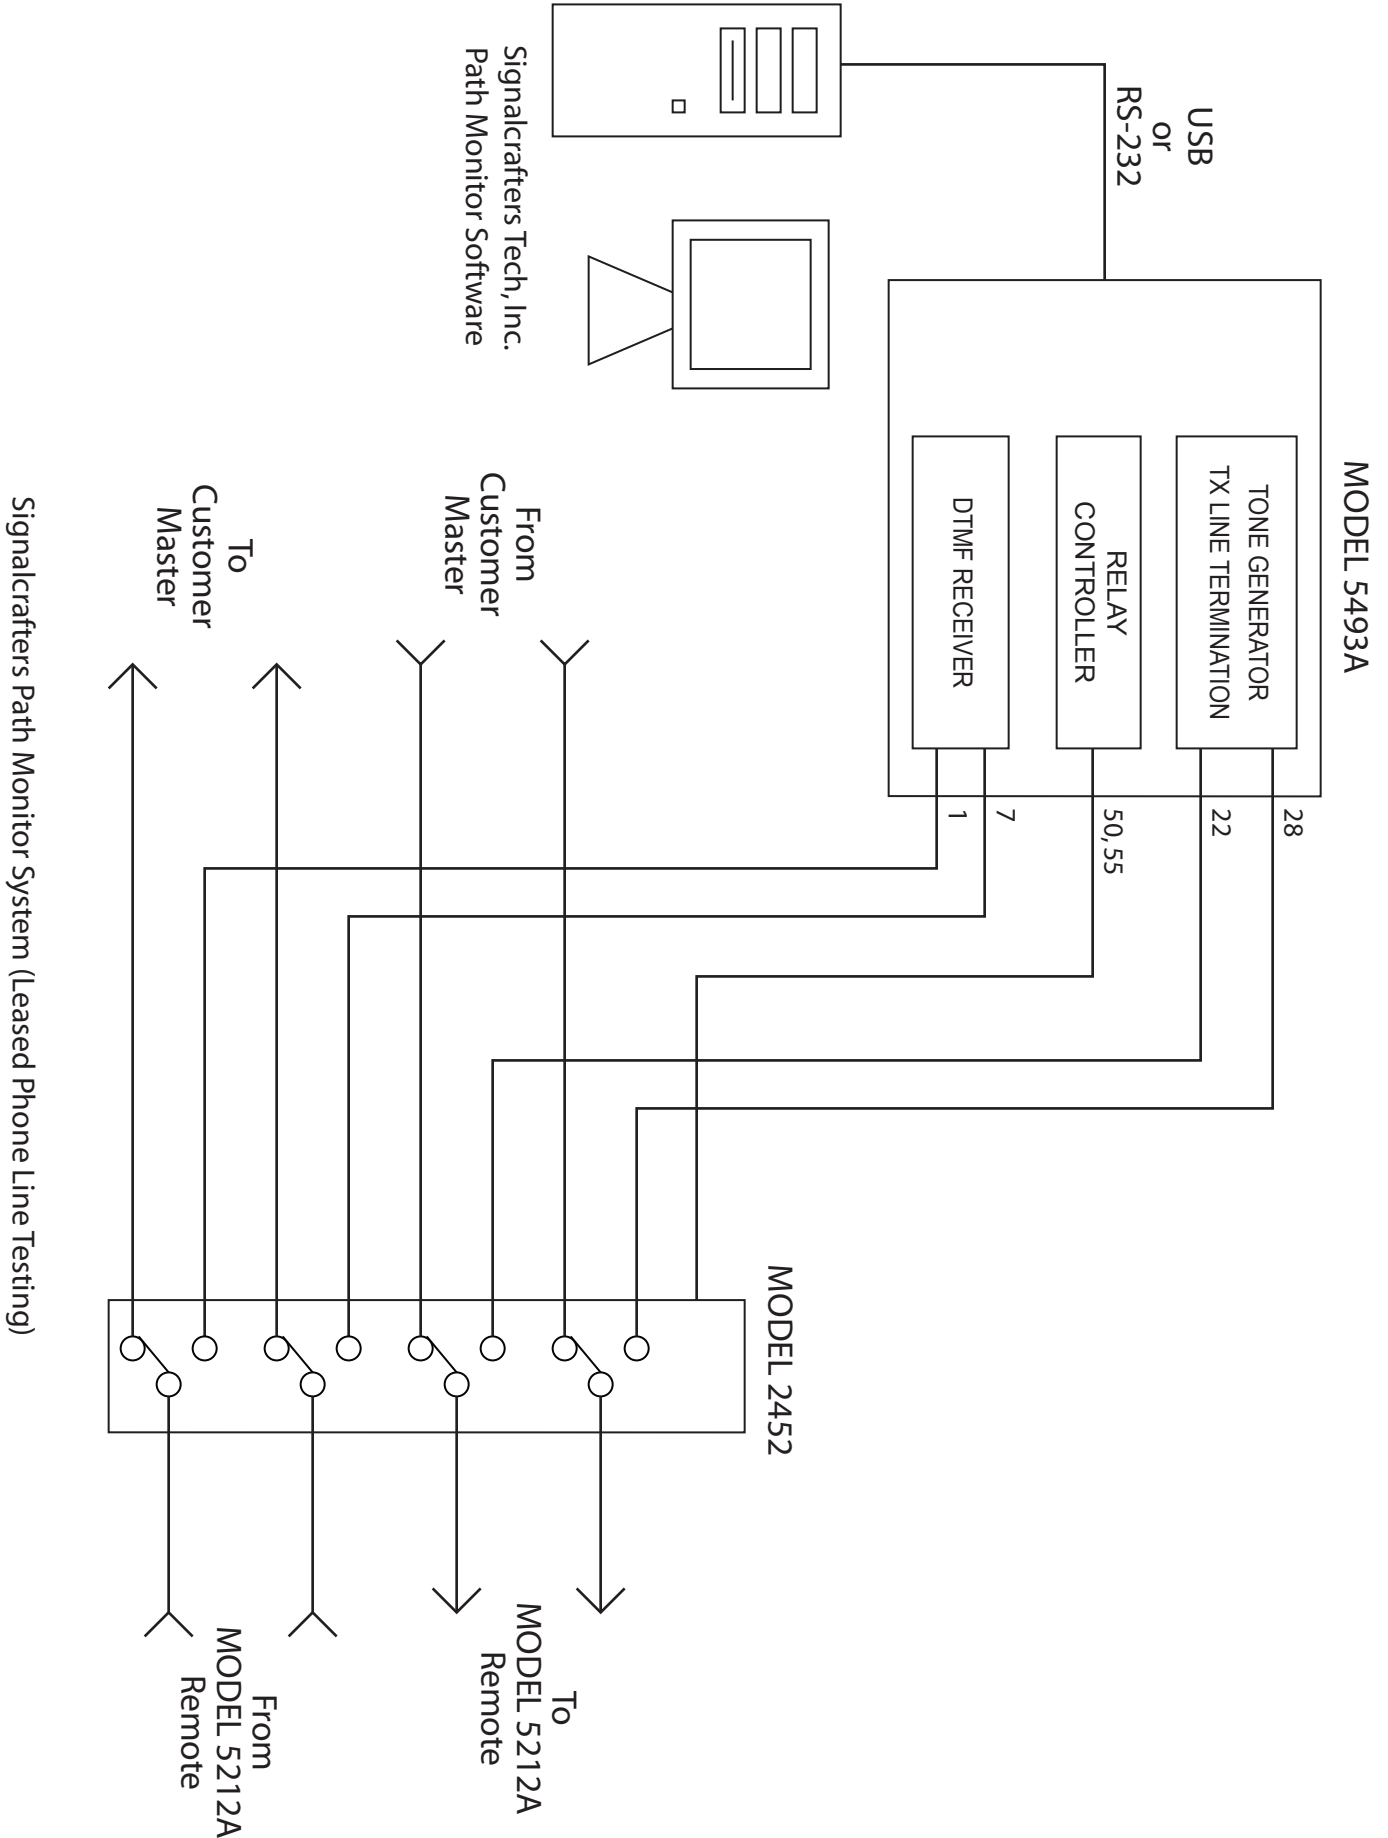 MODEL 5493A
USB
or
RS-232
TONE GENERATOR
TX LINE TERMINATION
28
22
RELAY
CONTROLLER
50, 55
DTMF RECEIVER
7
1
Signalcrafters Tech, Inc.
Path Monitor Software
MODEL 2452
From
Customer
Master
To
MODEL 5212A
Remote
To
Customer
Master
From
MODEL 5212A
Remote
Signalcrafters Path Monitor System (Leased Phone Line Testing)